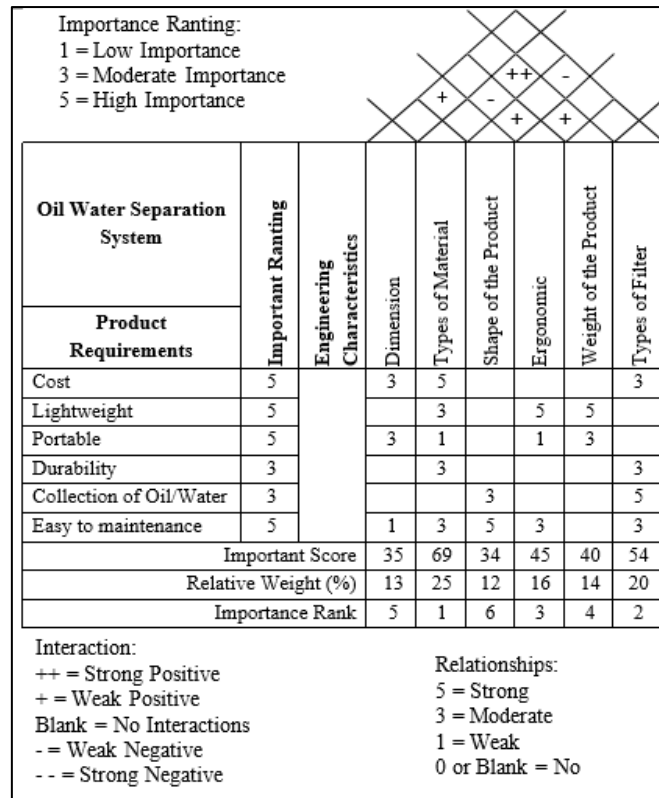 Importance Ranting:
1 = Low Importance
3 = Moderate Importance
5 = High Importance
++ -
+ -
+ +
Oil Water Separation
System
Product
Requirements
Important Ranting
Engineering
Characteristics
Dimension
Types of Material
Shape of the Product
Ergonomic
Weight of the Product
Types of Filter
Cost 5 3 5 3
Lightweight 5 3 5 5
Portable 5 3 1 1 3
Durability 3 3 3
Collection of Oil/Water 3 3 5
Easy to maintenance 5 1 3 5 3 3
Important Score 35 69 34 45 40 54
Relative Weight (%) 13 25 12 16 14 20
Importance Rank 5 1 6 3 4 2
Interaction:
++ = Strong Positive
+ = Weak Positive
Blank = No Interactions
- = Weak Negative
- - = Strong Negative
Relationships:
5 = Strong
3 = Moderate
1 = Weak
0 or Blank = No